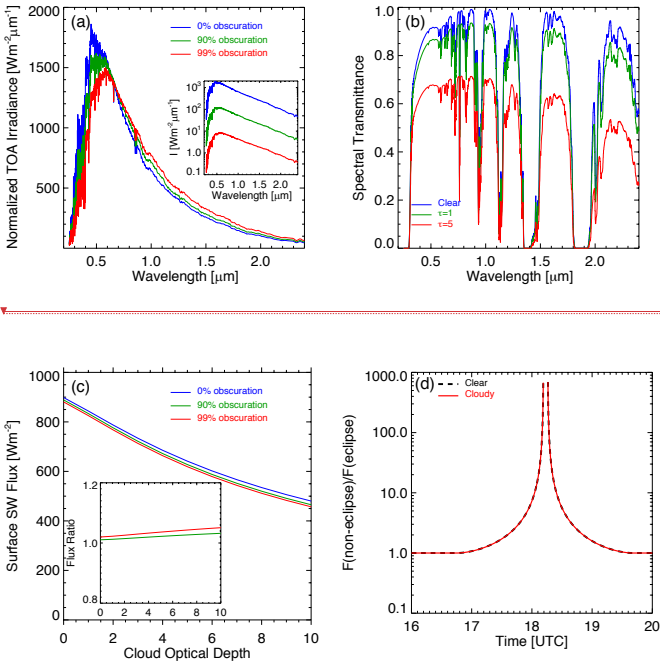 (a)
0% obscuration
90% obscuration
99% obscuration
Normalized TOA Irradiance [Wm⁻²μm⁻¹]
2000
1500
1000
500
0.5 1.0 1.5 2.0
Wavelength [μm]
I [Wm⁻²μm⁻¹]
10³
10²
10¹
1.0
0.1
0.5 1.0 1.5 2.0
Wavelength [μm]
(b)
Spectral Transmittance
1.0
0.8
0.6
0.4
0.2
0.0
Clear
τ=1
τ=5
0.5 1.0 1.5 2.0
Wavelength [μm]
(c)
0% obscuration
90% obscuration
99% obscuration
Surface SW Flux [Wm⁻²]
1000
800
600
400
200
0
Flux Ratio
1.2
1.0
0.8
0 2 4 6 8 10
0 2 4 6 8 10
Cloud Optical Depth
(d)
Clear
Cloudy
F(non-eclipse)/F(eclipse)
1000.0
100.0
10.0
1.0
0.1
16 17 18 19 20
Time [UTC]